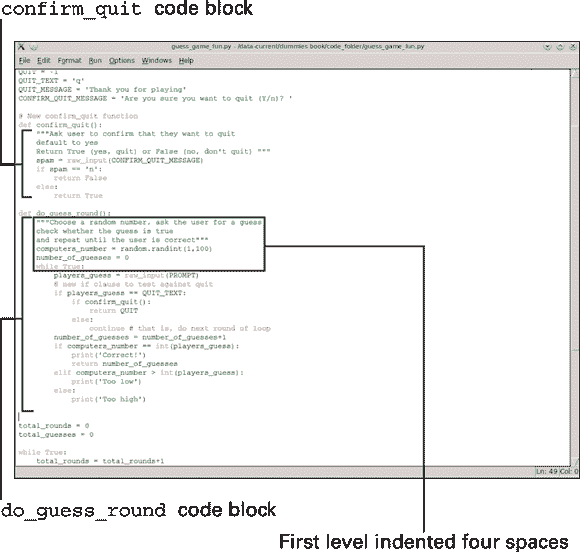 confirm_quit code block
guess_game_fun.py - /data-current/dummies book/code_folder/guess_game_fun.py
File Edit Format Run Options Windows Help
QUIT = -1
QUIT_TEXT = 'q'
QUIT_MESSAGE = 'Thank you for playing'
CONFIRM_QUIT_MESSAGE = 'Are you sure you want to quit (Y/n)? '
# New confirm_quit function
def confirm_quit():
"""Ask user to confirm that they want to quit
default to yes
Return True (yes, quit) or False (no, don't quit) """
spam = raw_input(CONFIRM_QUIT_MESSAGE)
if spam == 'n':
return False
else:
return True
def do_guess_round():
"""Choose a random number, ask the user for a guess
check whether the guess is true
and repeat until the user is correct"""
computers_number = random.randint(1,100)
number_of_guesses = 0
while True:
players_guess = raw_input(PROMPT)
# new if clause to test against quit
if players_guess == QUIT_TEXT:
if confirm_quit():
return QUIT
else:
continue # that is, do next round of loop
number_of_guesses = number_of_guesses+1
if computers_number == int(players_guess):
print('Correct!')
return number_of_guesses
elif computers_number > int(players_guess):
print('Too low')
else:
print('Too high')
total_rounds = 0
total_guesses = 0
while True:
total_rounds = total_rounds+1
Ln: 49 Col: 0
do_guess_round code block
First level indented four spaces